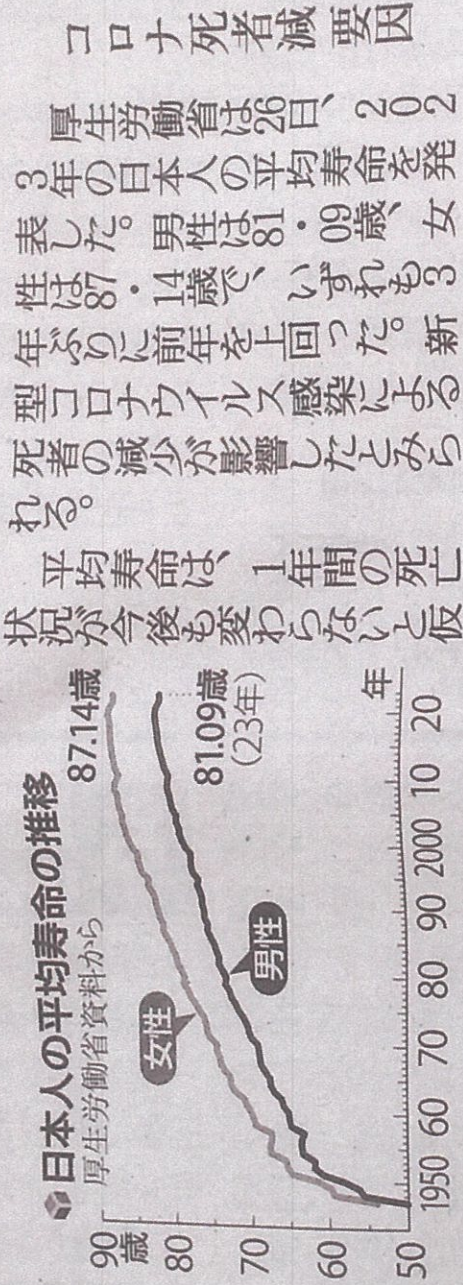 コロナ死者減 要因
厚生労働省は26日、202
3年の日本人の平均寿命を発
表した。男性は81・09歳、女
性は87・14歳で、いずれも3
年ぶりに前年を上回った。新
型コロナウイルス感染による
死者の減少が影響したとみら
れる。
平均寿命は、1年間の死亡
状況が今後も変わらないと仮
日本人の平均寿命の推移
厚生労働省資料から
90
歳
80
70
60
50
女性
男性
87.14歳
81.09歳
(23年)
1950 60 70 80 90 2000 10 20 年